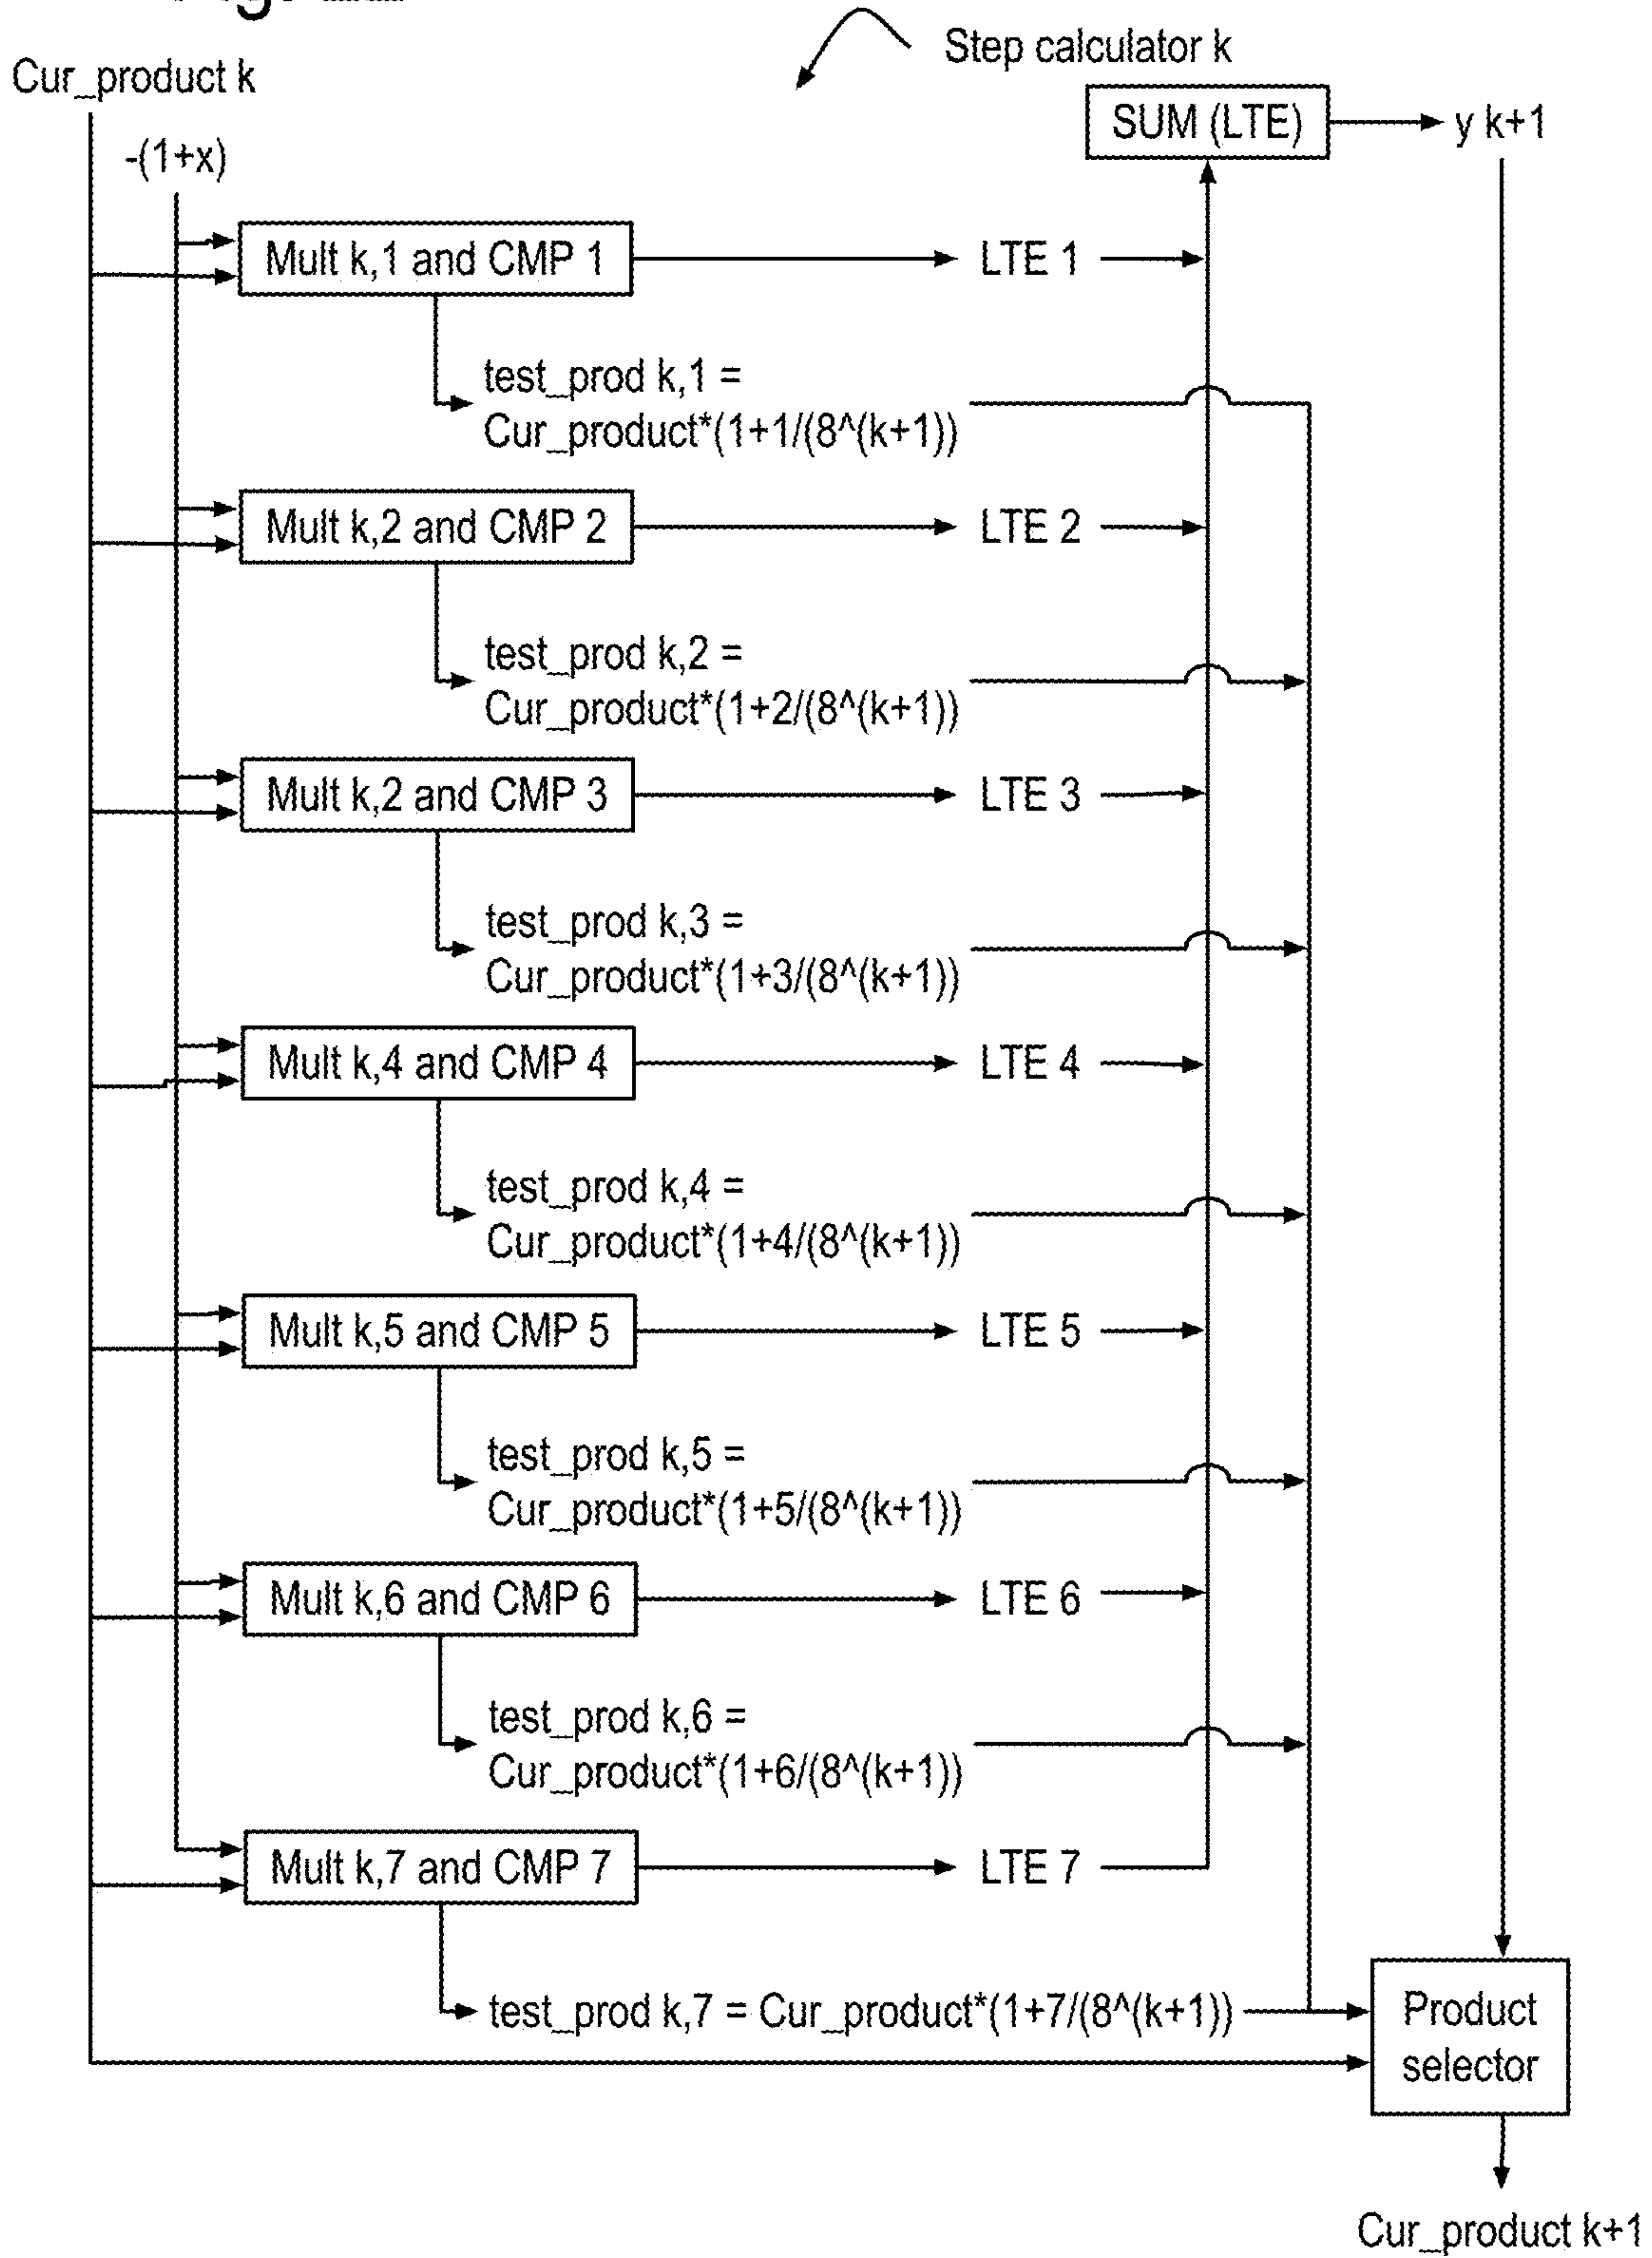 Step calculator k
Cur_product k
SUM (LTE)
y k+1
-(1+x)
Mult k,1 and CMP 1
LTE 1
test_prod k,1 =
Cur_product*(1+1/(8^(k+1))
Mult k,2 and CMP 2
LTE 2
test_prod k,2 =
Cur_product*(1+2/(8^(k+1))
Mult k,2 and CMP 3
LTE 3
test_prod k,3 =
Cur_product*(1+3/(8^(k+1))
Mult k,4 and CMP 4
LTE 4
test_prod k,4 =
Cur_product*(1+4/(8^(k+1))
Mult k,5 and CMP 5
LTE 5
test_prod k,5 =
Cur_product*(1+5/(8^(k+1))
Mult k,6 and CMP 6
LTE 6
test_prod k,6 =
Cur_product*(1+6/(8^(k+1))
Mult k,7 and CMP 7
LTE 7
test_prod k,7 = Cur_product*(1+7/(8^(k+1))
Product
selector
Cur_product k+1